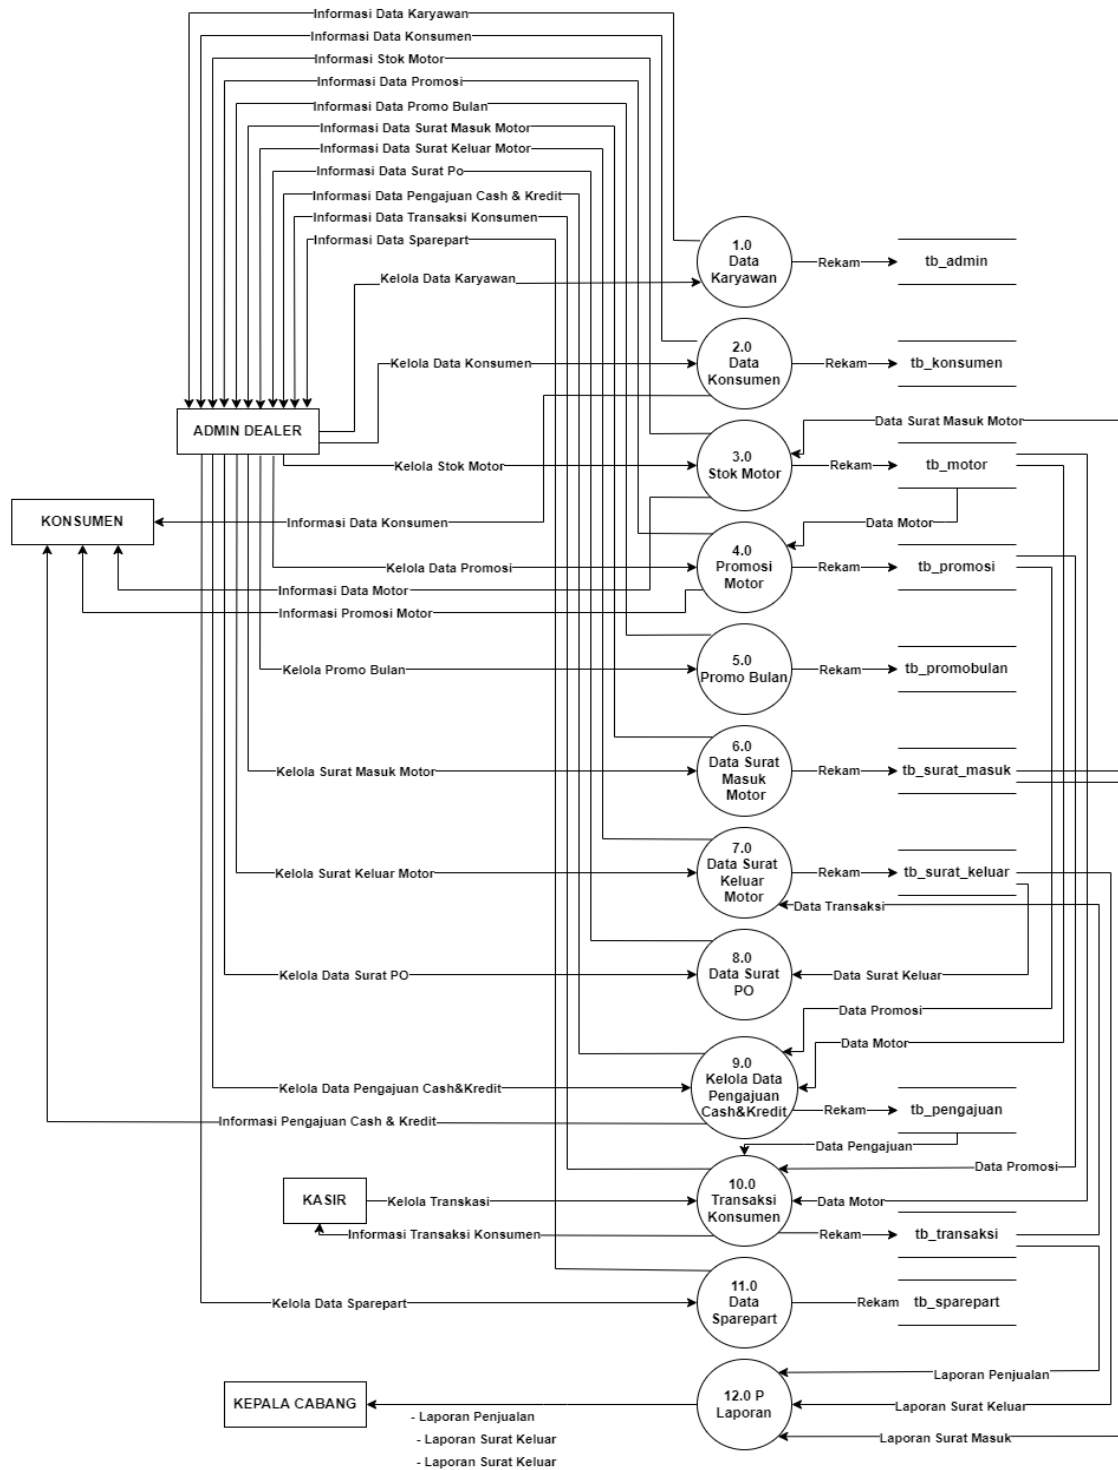 Informasi Data Karyawan
Informasi Data Konsumen
Informasi Stok Motor
Informasi Data Promosi
Informasi Data Promo Bulan
Informasi Data Surat Masuk Motor
Informasi Data Surat Keluar Motor
Informasi Data Surat Po
Informasi Data Pengajuan Cash & Kredit
Informasi Data Transaksi Konsumen
Informasi Data Sparepart
1.0
Data
Karyawan
Rekam
tb_admin
Kelola Data Karyawan
2.0
Data
Konsumen
Kelola Data Konsumen
Rekam
tb_konsumen
ADMIN DEALER
Data Surat Masuk Motor
3.0
Stok Motor
Kelola Stok Motor
Rekam
tb_motor
KONSUMEN
Informasi Data Konsumen
Data Motor
4.0
Promosi
Motor
Kelola Data Promosi
Rekam
tb_promosi
Informasi Data Motor
Informasi Promosi Motor
5.0
Promo Bulan
Kelola Promo Bulan
Rekam
tb_promobulan
6.0
Data Surat
Masuk
Motor
Kelola Surat Masuk Motor
Rekam
tb_surat_masuk
7.0
Data Surat
Keluar
Motor
Kelola Surat Keluar Motor
Rekam
tb_surat_keluar
Data Transaksi
8.0
Data Surat
PO
Kelola Data Surat PO
Data Surat Keluar
Data Promosi
Data Motor
9.0
Kelola Data
Pengajuan
Cash&Kredit
Kelola Data Pengajuan Cash&Kredit
Rekam
tb_pengajuan
Informasi Pengajuan Cash & Kredit
Data Pengajuan
Data Promosi
10.0
Transaksi
Konsumen
KASIR
Kelola Transkasi
Data Motor
Informasi Transaksi Konsumen
Rekam
tb_transaksi
11.0
Data
Sparepart
Kelola Data Sparepart
Rekam
tb_sparepart
Laporan Penjualan
12.0 P
Laporan
KEPALA CABANG
Laporan Surat Keluar
Laporan Surat Masuk
- Laporan Penjualan
- Laporan Surat Keluar
- Laporan Surat Keluar